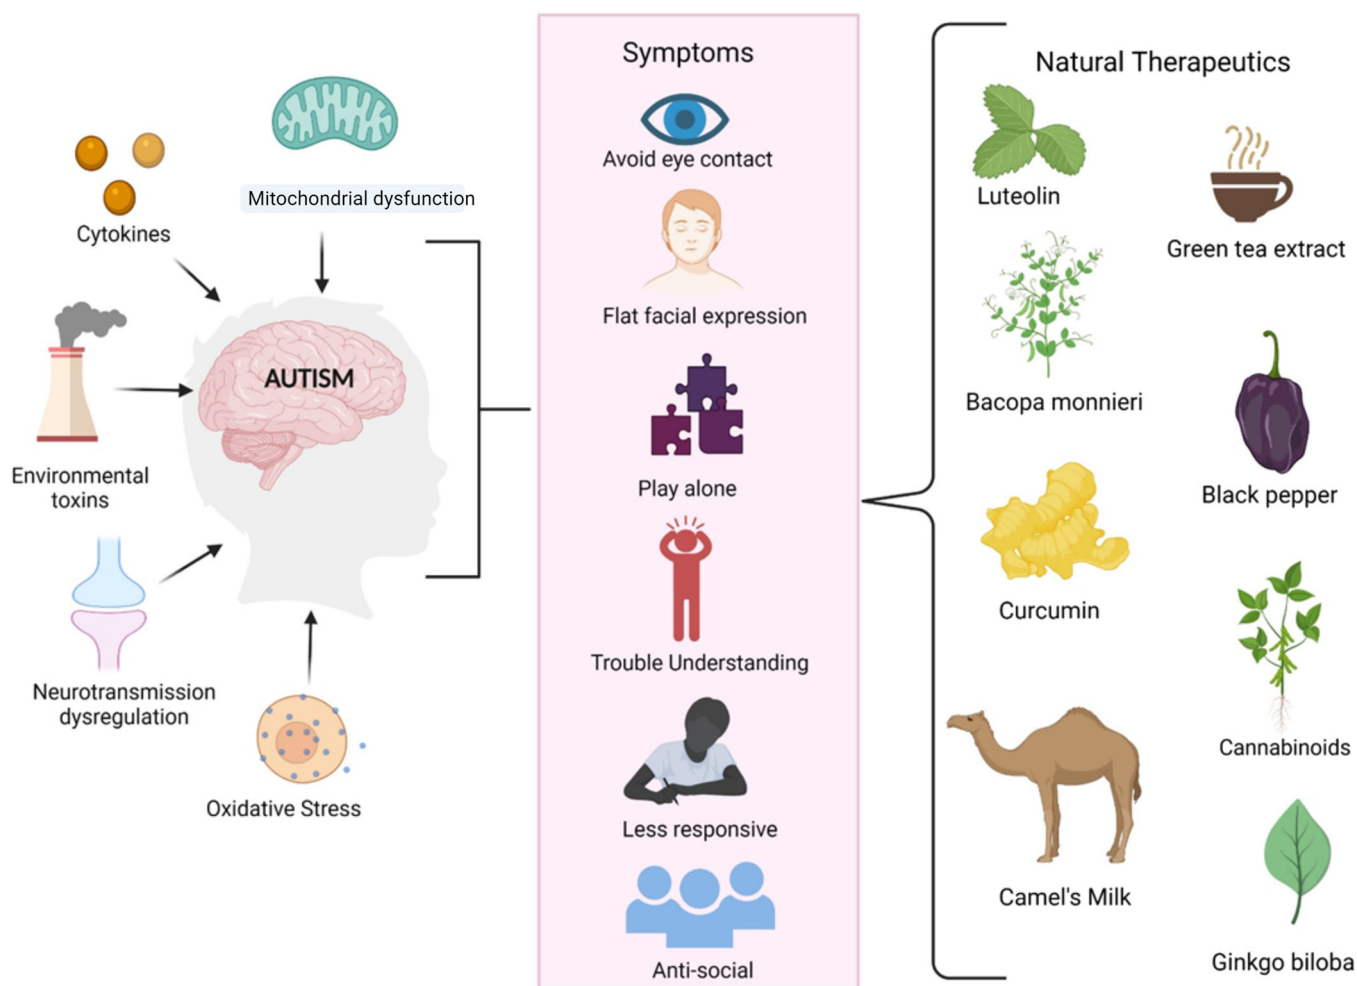 Cytokines
Mitochondrial dysfunction
AUTISM
Environmental
toxins
Neurotransmission
dysregulation
Oxidative Stress
Symptoms
Avoid eye contact
Flat facial expression
Play alone
Trouble Understanding
Less responsive
Anti-social
Natural Therapeutics
Luteolin
Green tea extract
Bacopa monnieri
Black pepper
Curcumin
Cannabinoids
Camel's Milk
Ginkgo biloba